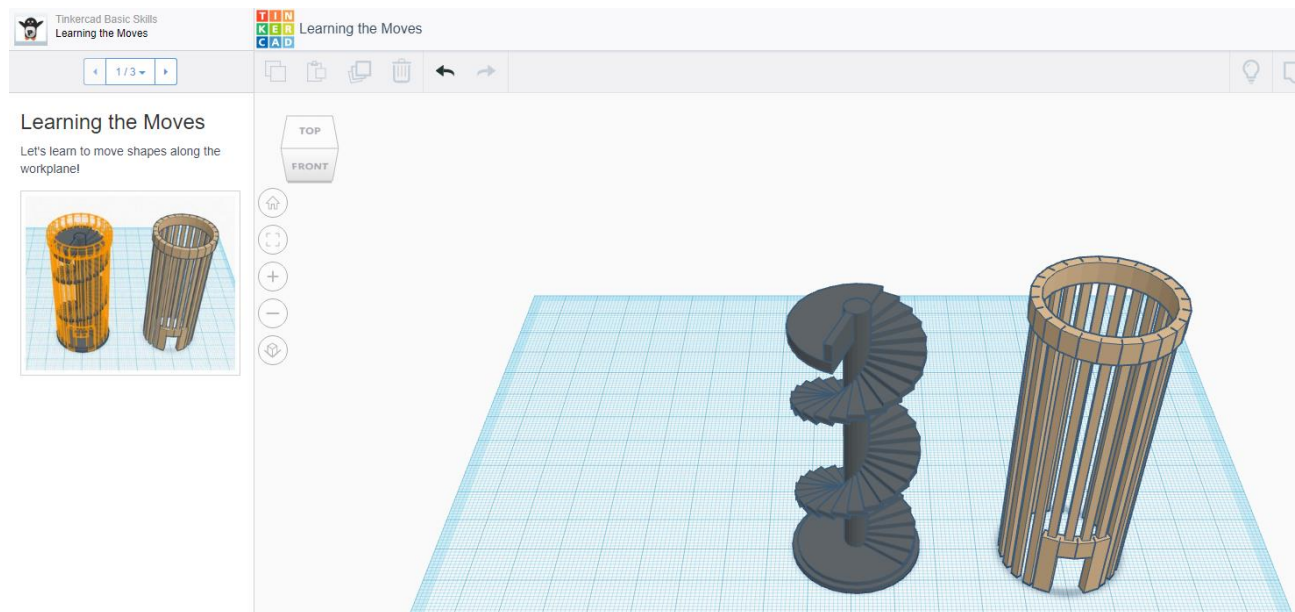 Tinkercad Basic Skills
Learning the Moves
TIN
KER
CAD
Learning the Moves
1 / 3
Learning the Moves
Let's learn to move shapes along the
workplane!
TOP
FRONT